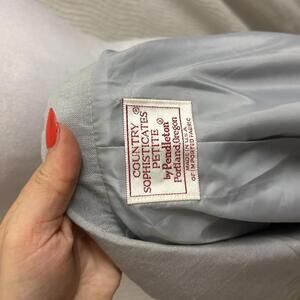 COUNTRY ®
SOPHISTICATES
PETITE ®
by Pendleton
Portland, Oregon
MADE IN U.S.A.
OF IMPORTED FABRIC